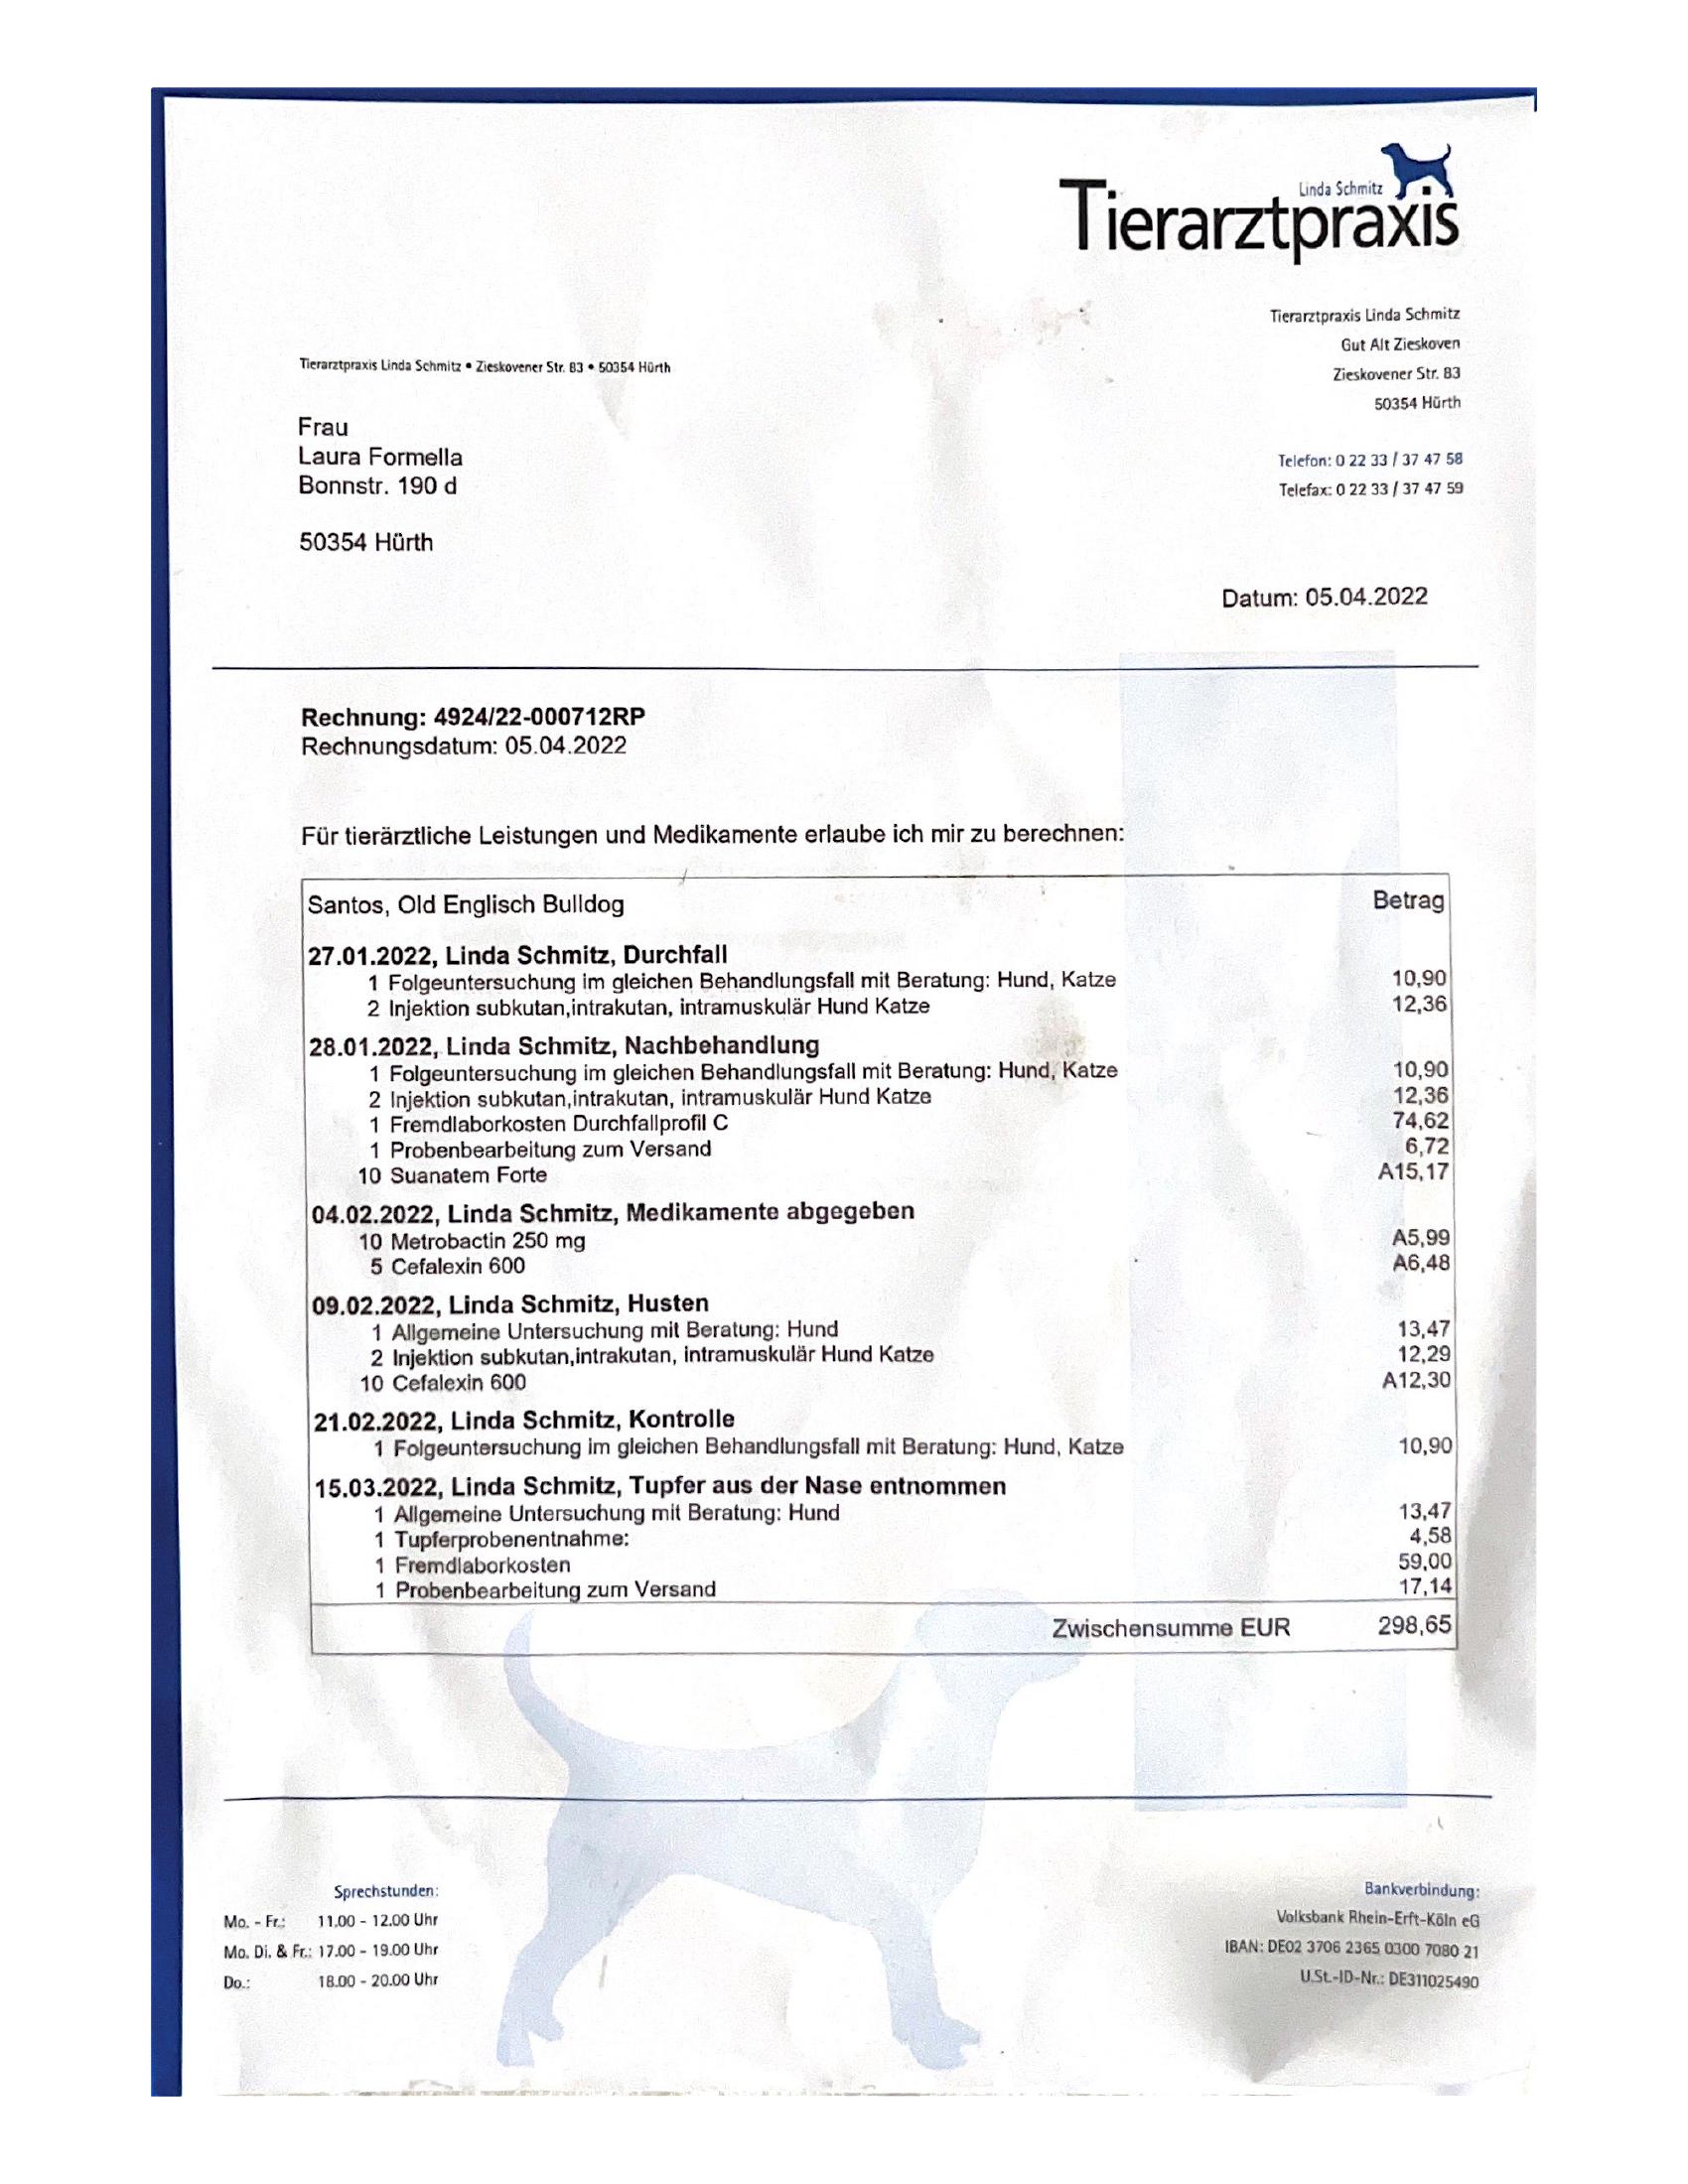 Linda Schmitz
Tierarztpraxis
Tierarztpraxis Linda Schmitz
Gut Alt Zieskoven
Zieskovener Str. 83
50354 Hürth
Telefon: 0 22 33 / 37 47 58
Telefax: 0 22 33 / 37 47 59
Tierarztpraxis Linda Schmitz • Zieskovener Str. 83 • 50354 Hürth
Frau
Laura Formella
Bonnstr. 190 d
50354 Hürth
Datum: 05.04.2022
Rechnung: 4924/22-000712RP
Rechnungsdatum: 05.04.2022
Für tierärztliche Leistungen und Medikamente erlaube ich mir zu berechnen:
Santos, Old Englisch Bulldog Betrag
27.01.2022, Linda Schmitz, Durchfall
1 Folgeuntersuchung im gleichen Behandlungsfall mit Beratung: Hund, Katze 10,90
2 Injektion subkutan,intrakutan, intramuskulär Hund Katze 12,36
28.01.2022, Linda Schmitz, Nachbehandlung
1 Folgeuntersuchung im gleichen Behandlungsfall mit Beratung: Hund, Katze 10,90
2 Injektion subkutan,intrakutan, intramuskulär Hund Katze 12,36
1 Fremdlaborkosten Durchfallprofil C 74,62
1 Probenbearbeitung zum Versand 6,72
10 Suanatem Forte A15,17
04.02.2022, Linda Schmitz, Medikamente abgegeben
10 Metrobactin 250 mg A5,99
5 Cefalexin 600 A6,48
09.02.2022, Linda Schmitz, Husten
1 Allgemeine Untersuchung mit Beratung: Hund 13,47
2 Injektion subkutan,intrakutan, intramuskulär Hund Katze 12,29
10 Cefalexin 600 A12,30
21.02.2022, Linda Schmitz, Kontrolle
1 Folgeuntersuchung im gleichen Behandlungsfall mit Beratung: Hund, Katze 10,90
15.03.2022, Linda Schmitz, Tupfer aus der Nase entnommen
1 Allgemeine Untersuchung mit Beratung: Hund 13,47
1 Tupferprobenentnahme: 4,58
1 Fremdlaborkosten 59,00
1 Probenbearbeitung zum Versand 17,14
Zwischensumme EUR 298,65
Sprechstunden:
Mo. - Fr.: 11.00 - 12.00 Uhr
Mo. Di. & Fr.: 17.00 - 19.00 Uhr
Do.: 18.00 - 20.00 Uhr
Bankverbindung:
Volksbank Rhein-Erft-Köln eG
IBAN: DE02 3706 2365 0300 7080 21
U.St.-ID-Nr.: DE311025490